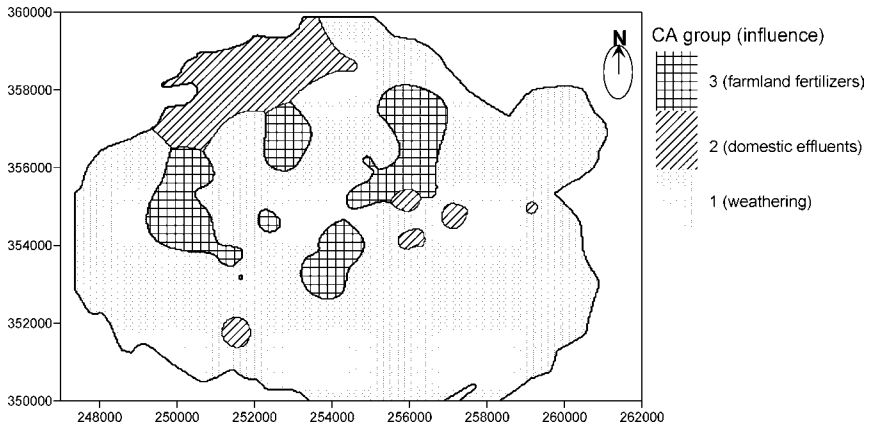 360000
358000
356000
354000
352000
350000
248000 250000 252000 254000 256000 258000 260000 262000
N
CA group (influence)
3 (farmland fertilizers)
2 (domestic effluents)
1 (weathering)